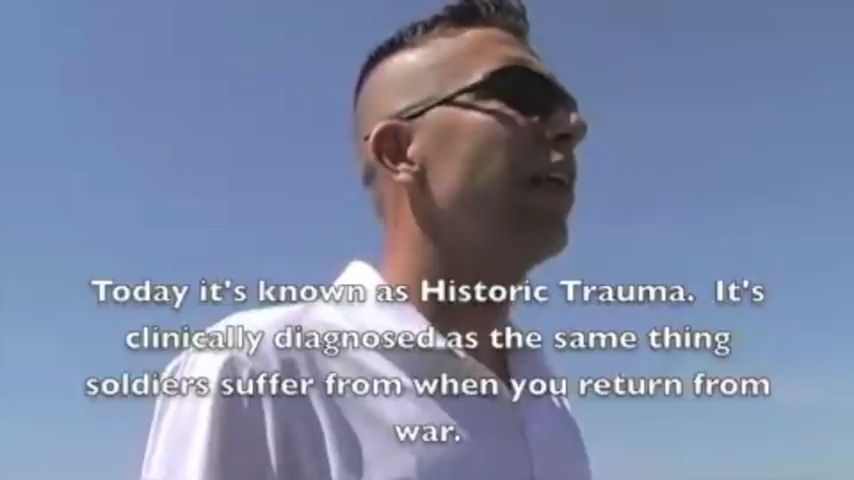 Today it's known as Historic Trauma.  It's
clinically diagnosed as the same thing
soldiers suffer from when you return from
war.